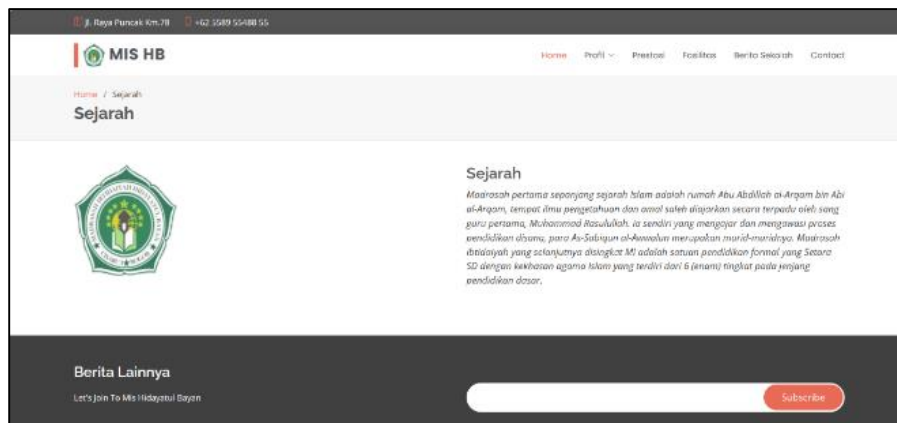 Jl. Raya Puncak Km.78 +62 5589 55488 55
MIS HB
Home Profil Prestasi Fasilitas Berita Sekolah Contact
Home / Sejarah
Sejarah
Sejarah
Madrasah pertama sepanjang sejarah Islam adalah rumah Abu Abdillah al-Arqam bin Abi
al-Arqam, tempat ilmu pengetahuan dan amal saleh diajarkan secara terpadu oleh sang
guru pertama, Muhammad Rasulullah. Ia sendiri yang mengajar dan mengawasi proses
pendidikan disana, para As-Sabiqun al-Awwalun merupakan murid-muridnya. Madrasah
ibtidaiyah yang selanjutnya disingkat MI adalah satuan pendidikan formal yang Setara
SD dengan kekhasan agama Islam yang terdiri dari 6 (enam) tingkat pada jenjang
pendidikan dasar.
Berita Lainnya
Let's Join To Mis Hidayatul Bayan
Subscribe